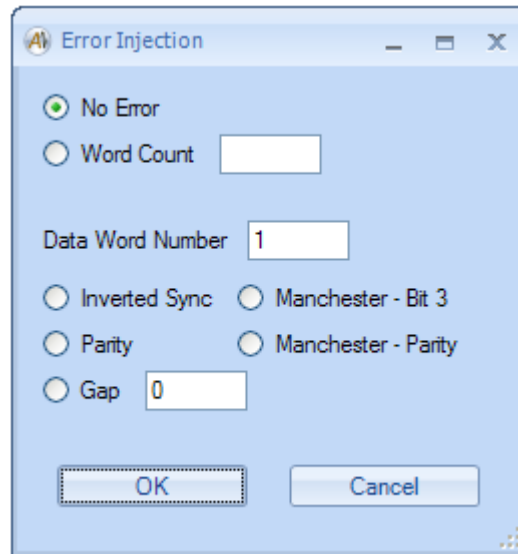 Error Injection
No Error
Word Count
Data Word Number 1
Inverted Sync Manchester - Bit 3
Parity Manchester - Parity
Gap 0
OK Cancel